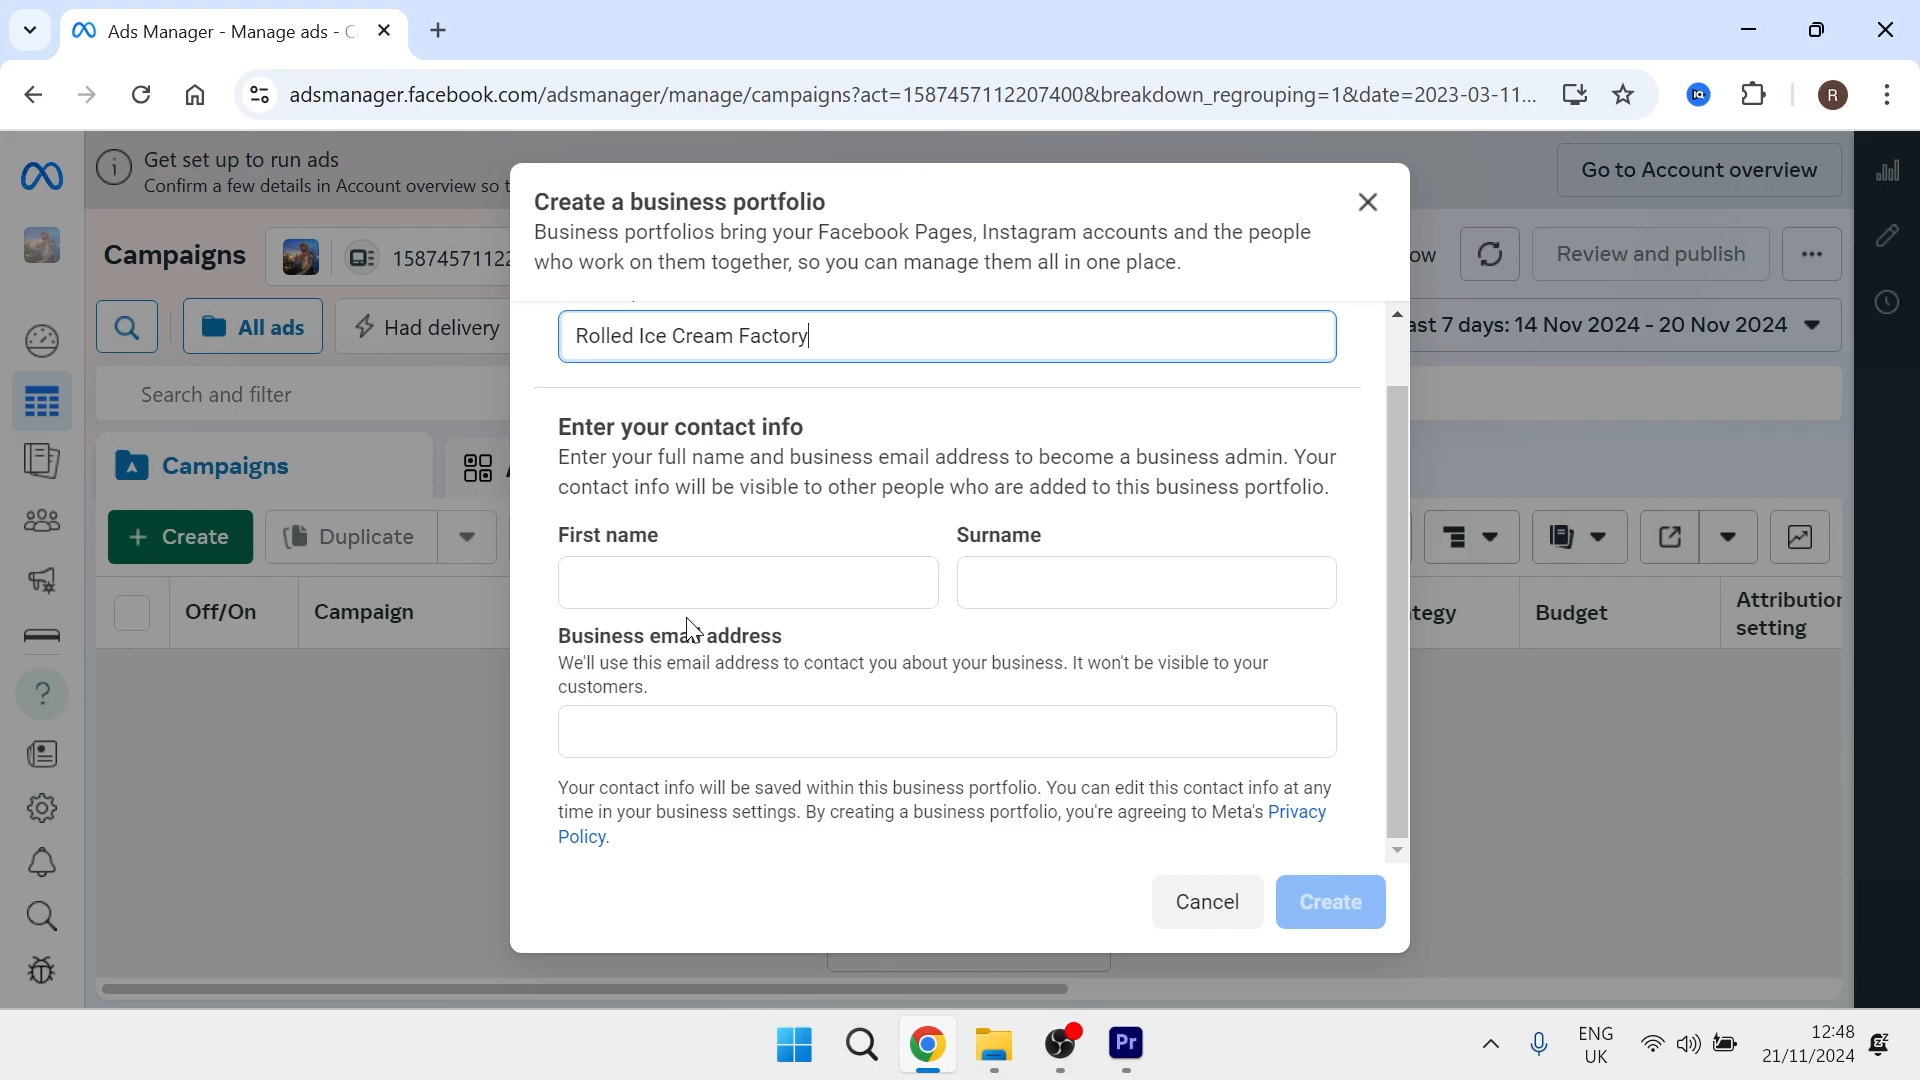 Ads Manager - Manage ads - C
adsmanager.facebook.com/adsmanager/manage/campaigns?act=1587457112207400&breakdown_regrouping=1&date=2023-03-11...
R
Get set up to run ads
Confirm a few details in Account overview so t
Go to Account overview
Campaigns
1587457122
ow
Review and publish
All ads
Had delivery
ast 7 days: 14 Nov 2024 - 20 Nov 2024
Search and filter
Campaigns
Create
Duplicate
Off/On
Campaign
tegy
Budget
Attribution
setting
Create a business portfolio
Business portfolios bring your Facebook Pages, Instagram accounts and the people
who work on them together, so you can manage them all in one place.
Rolled Ice Cream Factory
Enter your contact info
Enter your full name and business email address to become a business admin. Your
contact info will be visible to other people who are added to this business portfolio.
First name
Surname
Business email address
We'll use this email address to contact you about your business. It won't be visible to your
customers.
Your contact info will be saved within this business portfolio. You can edit this contact info at any
time in your business settings. By creating a business portfolio, you're agreeing to Meta's Privacy
Policy.
Cancel
Create
Pr
ENG
UK
12:48
21/11/2024